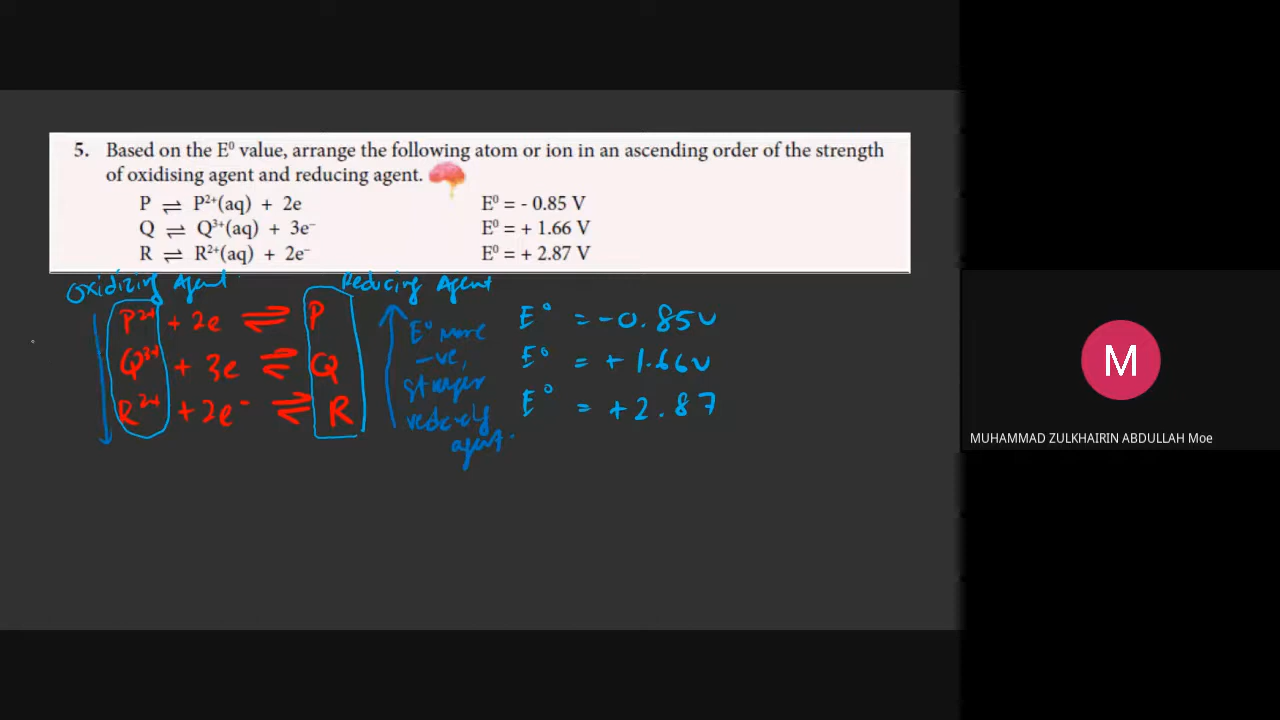 5. Based on the E⁰ value, arrange the following atom or ion in an ascending order of the strength
of oxidising agent and reducing agent.
P ⇌ P²⁺(aq) + 2e E⁰ = - 0.85 V
Q ⇌ Q³⁺(aq) + 3e⁻ E⁰ = + 1.66 V
R ⇌ R²⁺(aq) + 2e⁻ E⁰ = + 2.87 V
Oxidizing Agent Reducing Agent
P²⁺ + 2e ⇌ P E° = -0.85V
Q³⁺ + 3e ⇌ Q E° = + 1.66V
R²⁺ + 2e⁻ ⇌ R E° = +2.87
E° more
-ve,
stronger
agent.
M
MUHAMMAD ZULKHAIRIN ABDULLAH Moe